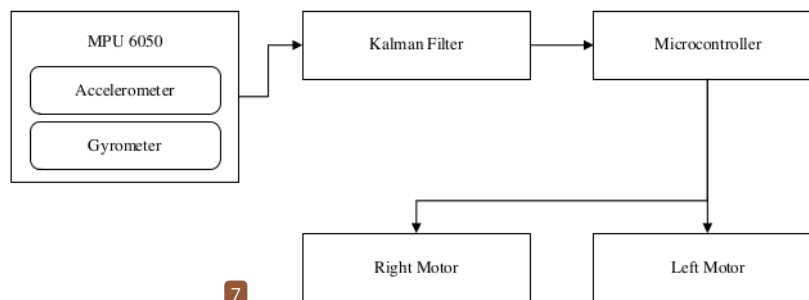 MPU 6050
Accelerometer
Gyrometer
Kalman Filter
Microcontroller
Right Motor
Left Motor
7